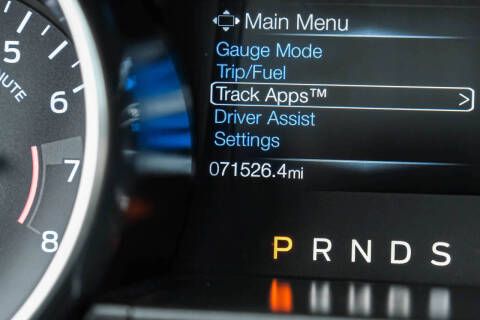 Main Menu
Gauge Mode
Trip/Fuel
Track Apps™ >
Driver Assist
Settings
071526.4mi
P R N D S
5
6
7
8